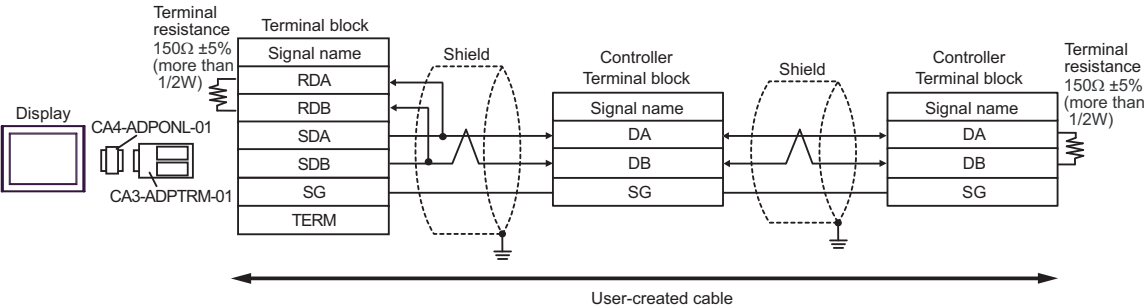 Terminal
resistance
150Ω ±5%
(more than
1/2W)
Terminal block
Signal name
RDA
RDB
SDA
SDB
SG
TERM
Display
CA4-ADPONL-01
CA3-ADPTRM-01
Shield
Controller
Terminal block
Signal name
DA
DB
SG
Shield
Controller
Terminal block
Signal name
DA
DB
SG
Terminal
resistance
150Ω ±5%
(more than
1/2W)
User-created cable